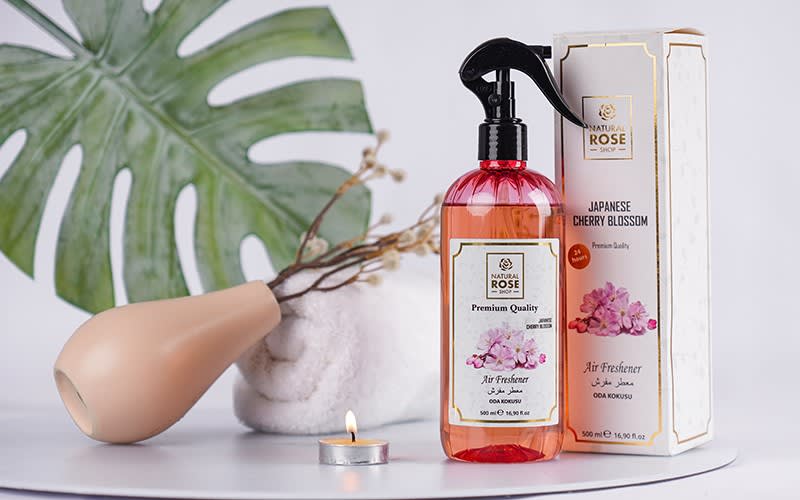 NATURAL
ROSE
SHOP
Premium Quality
JAPANESE
CHERRY BLOSSOM
Air Freshener
معطر مفرش
ODA KOKUSU
500 ml ℮ 16,90 fl.oz
NATURAL
ROSE
SHOP
JAPANESE
CHERRY BLOSSOM
Premium Quality
24
hours
Air Freshener
معطر مفرش
ODA KOKUSU
500 ml ℮ 16,90 fl.oz